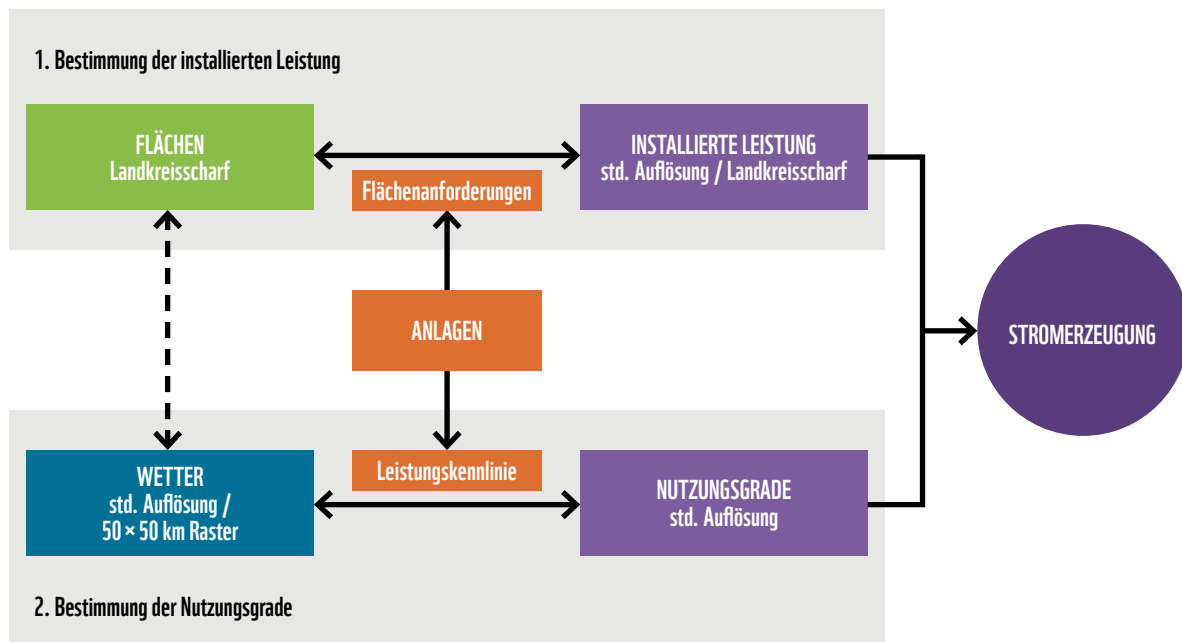 1. Bestimmung der installierten Leistung
FLÄCHEN
Landkreisscharf
INSTALLIERTE LEISTUNG
std. Auflösung / Landkreisscharf
Flächenanforderungen
ANLAGEN
STROMERZEUGUNG
Leistungskennlinie
WETTER
std. Auflösung /
50 × 50 km Raster
NUTZUNGSGRADE
std. Auflösung
2. Bestimmung der Nutzungsgrade